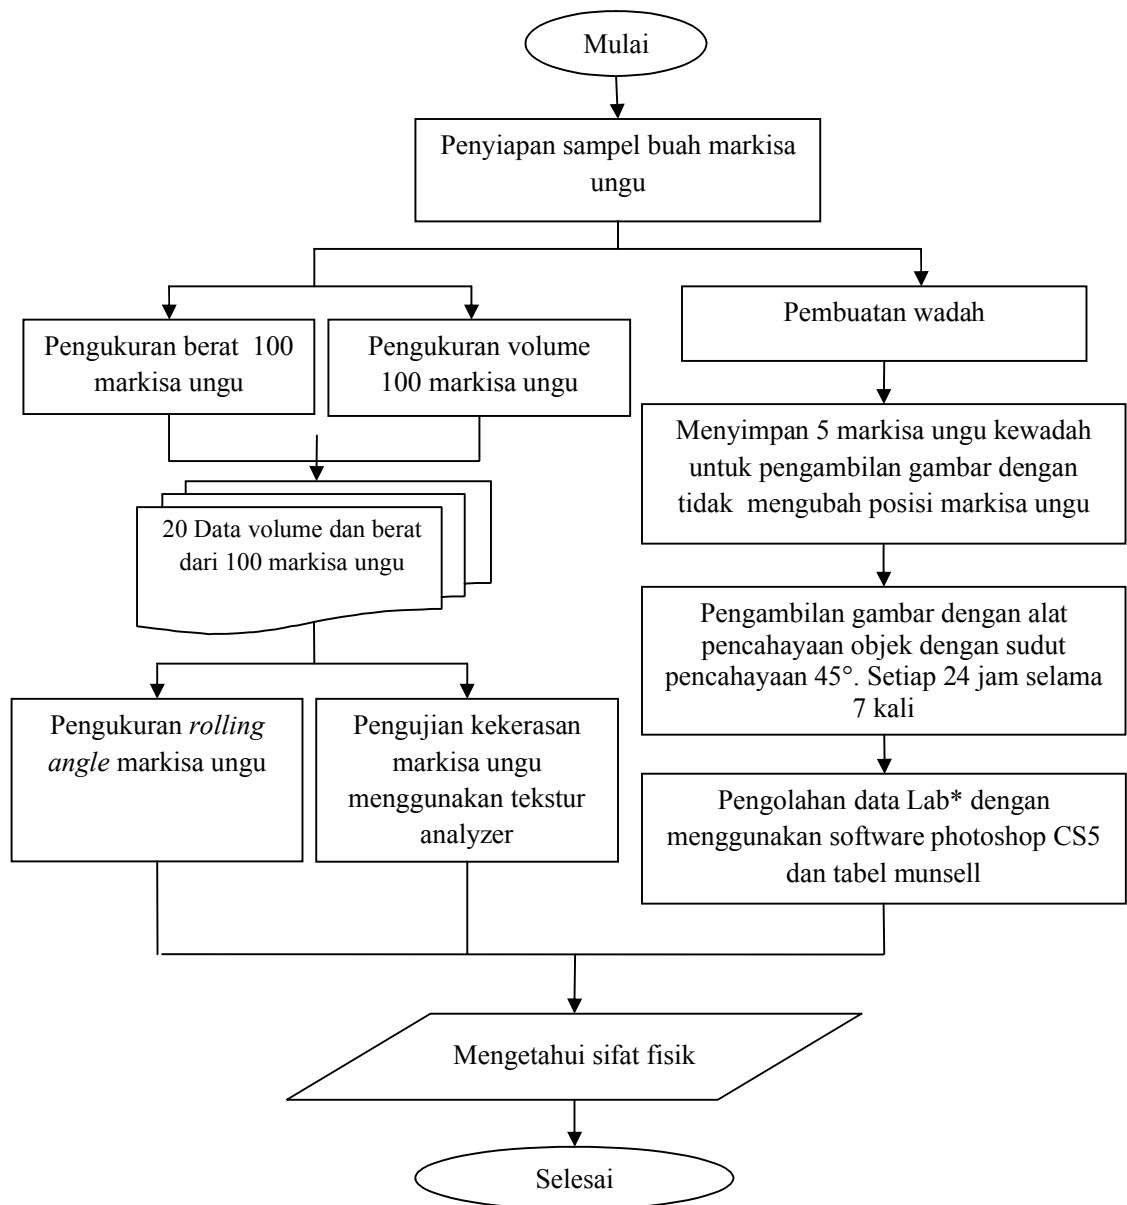 Mulai
Penyiapan sampel buah markisa
ungu
Pengukuran berat 100
markisa ungu
Pengukuran volume
100 markisa ungu
20 Data volume dan berat
dari 100 markisa ungu
Pengukuran rolling
angle markisa ungu
Pengujian kekerasan
markisa ungu
menggunakan tekstur
analyzer
Pembuatan wadah
Menyimpan 5 markisa ungu kewadah
untuk pengambilan gambar dengan
tidak mengubah posisi markisa ungu
Pengambilan gambar dengan alat
pencahayaan objek dengan sudut
pencahayaan 45°. Setiap 24 jam selama
7 kali
Pengolahan data Lab* dengan
menggunakan software photoshop CS5
dan tabel munsell
Mengetahui sifat fisik
Selesai